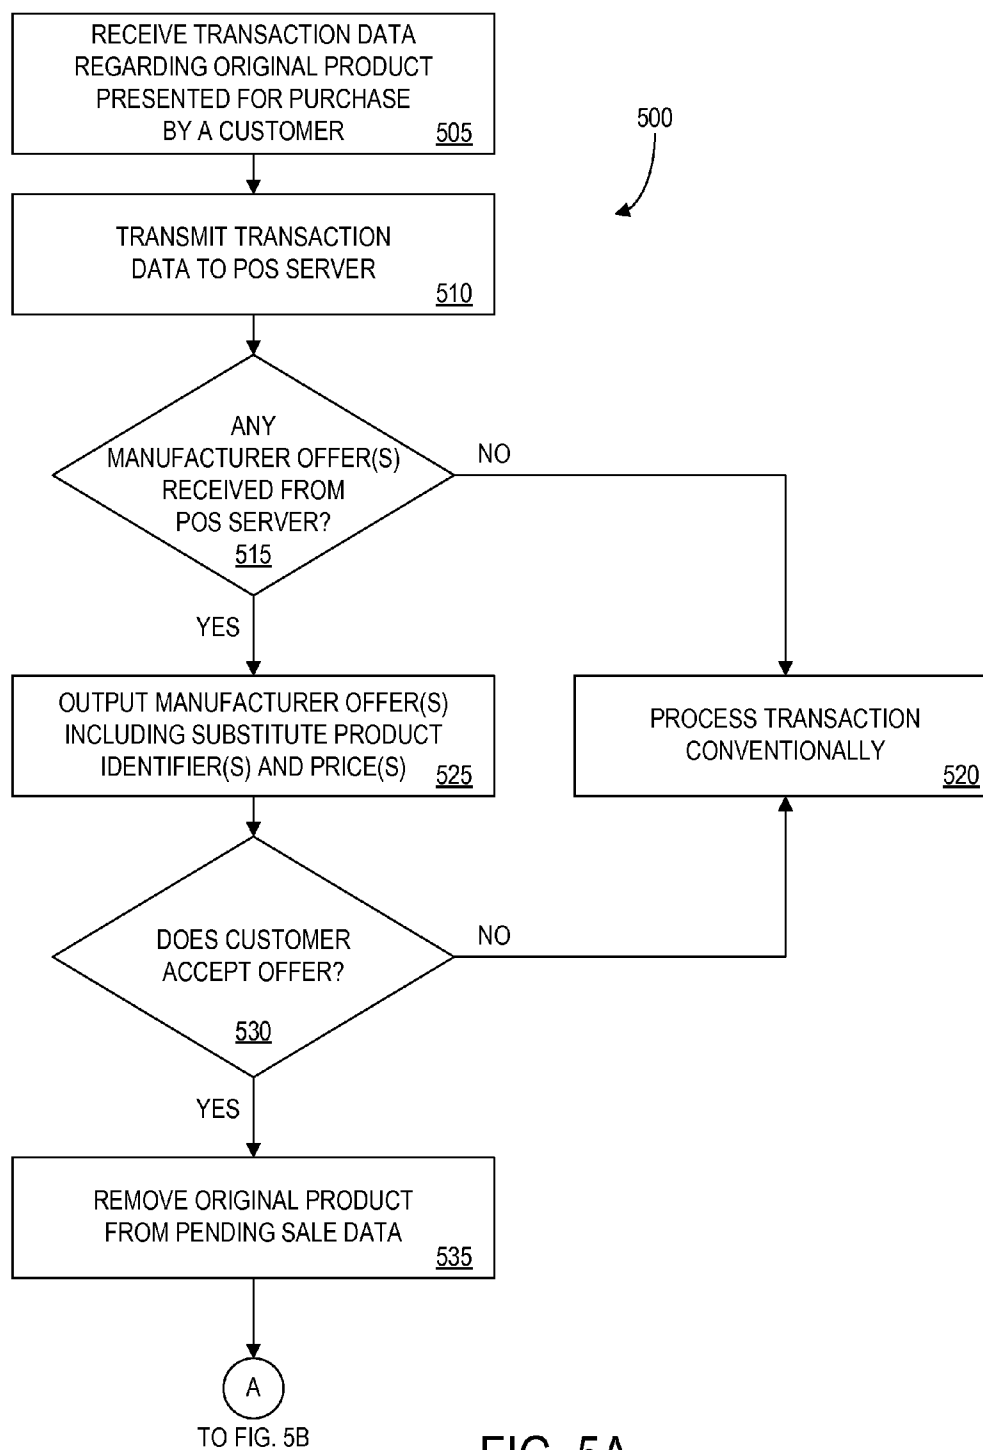 RECEIVE TRANSACTION DATA
REGARDING ORIGINAL PRODUCT
PRESENTED FOR PURCHASE
BY A CUSTOMER
505
500
TRANSMIT TRANSACTION
DATA TO POS SERVER
510
ANY
MANUFACTURER OFFER(S)
RECEIVED FROM
POS SERVER?
515
NO
YES
OUTPUT MANUFACTURER OFFER(S)
INCLUDING SUBSTITUTE PRODUCT
IDENTIFIER(S) AND PRICE(S)
525
PROCESS TRANSACTION
CONVENTIONALLY
520
DOES CUSTOMER
ACCEPT OFFER?
530
NO
YES
REMOVE ORIGINAL PRODUCT
FROM PENDING SALE DATA
535
A
TO FIG. 5B
FIG. 5A